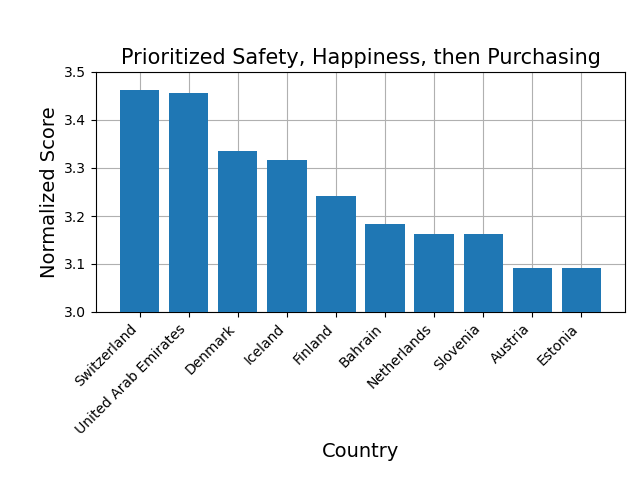 Prioritized Safety, Happiness, then Purchasing
Normalized Score
3.5
3.4
3.3
3.2
3.1
3.0
Switzerland
United Arab Emirates
Denmark
Iceland
Finland
Bahrain
Netherlands
Slovenia
Austria
Estonia
Country